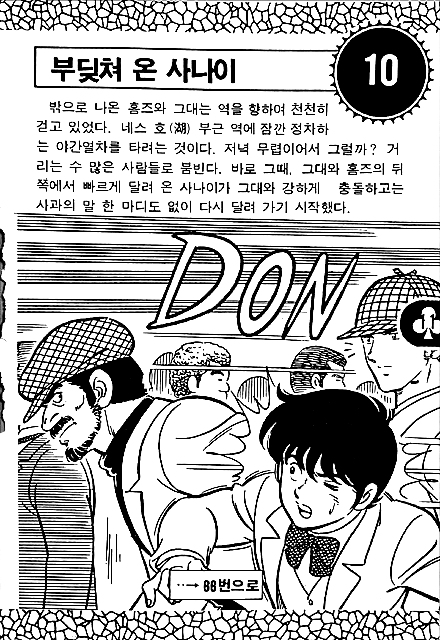 부딪쳐 온 사나이
10
밖으로 나온 홈즈와 그대는 역을 향하여 천천히
걷고 있었다. 네스 호(湖) 부근 역에 잠깐 정차하
는 야간열차를 타려는 것이다. 저녁 무렵이어서 그럴까? 거
리는 수 많은 사람들로 붐빈다. 바로 그때, 그대와 홈즈의 뒤
쪽에서 빠르게 달려 온 사나이가 그대와 강하게 충돌하고는
사과의 말 한 마디도 없이 다시 달려 가기 시작했다.
DON
…→ 86번으로